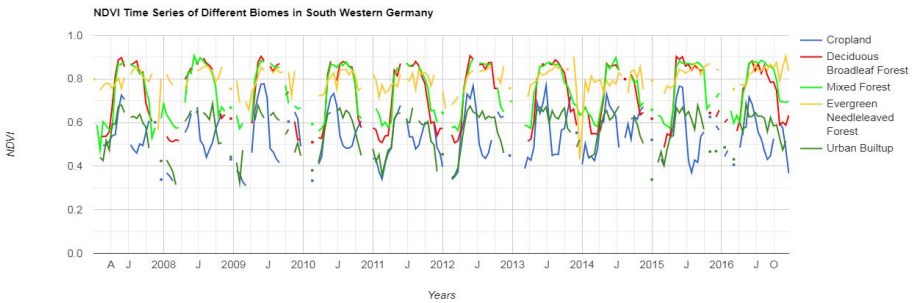 NDVI Time Series of Different Biomes in South Western Germany
1.0
0.8
0.6
0.4
0.2
0.0
NDVI
A J 2008 J 2009 J 2010 J 2011 J 2012 J 2013 J 2014 J 2015 J 2016 J O
Years
Cropland
Deciduous
Broadleaf Forest
Mixed Forest
Evergreen
Needleleaved
Forest
Urban Builtup